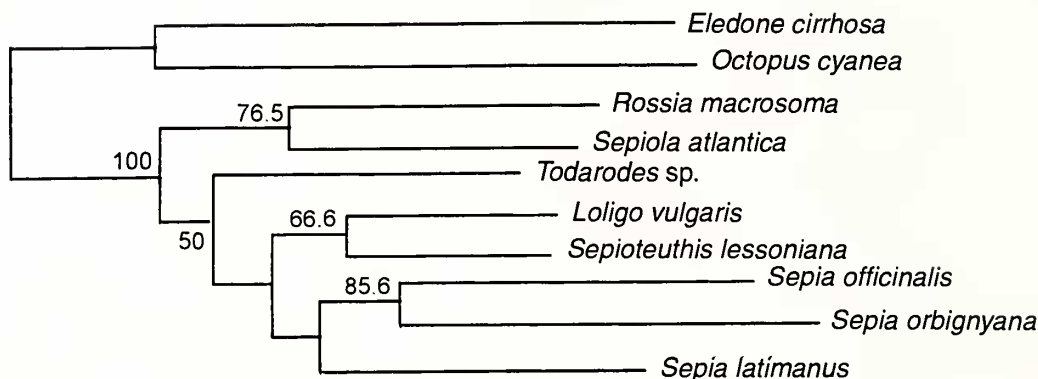 Eledone cirrhosa
Octopus cyanea
Rossia macrosoma
76.5
Sepiola atlantica
100
Todarodes sp.
Loligo vulgaris
66.6
50
Sepioteuthis lessoniana
Sepia officinalis
85.6
Sepia orbignyana
Sepia latimanus